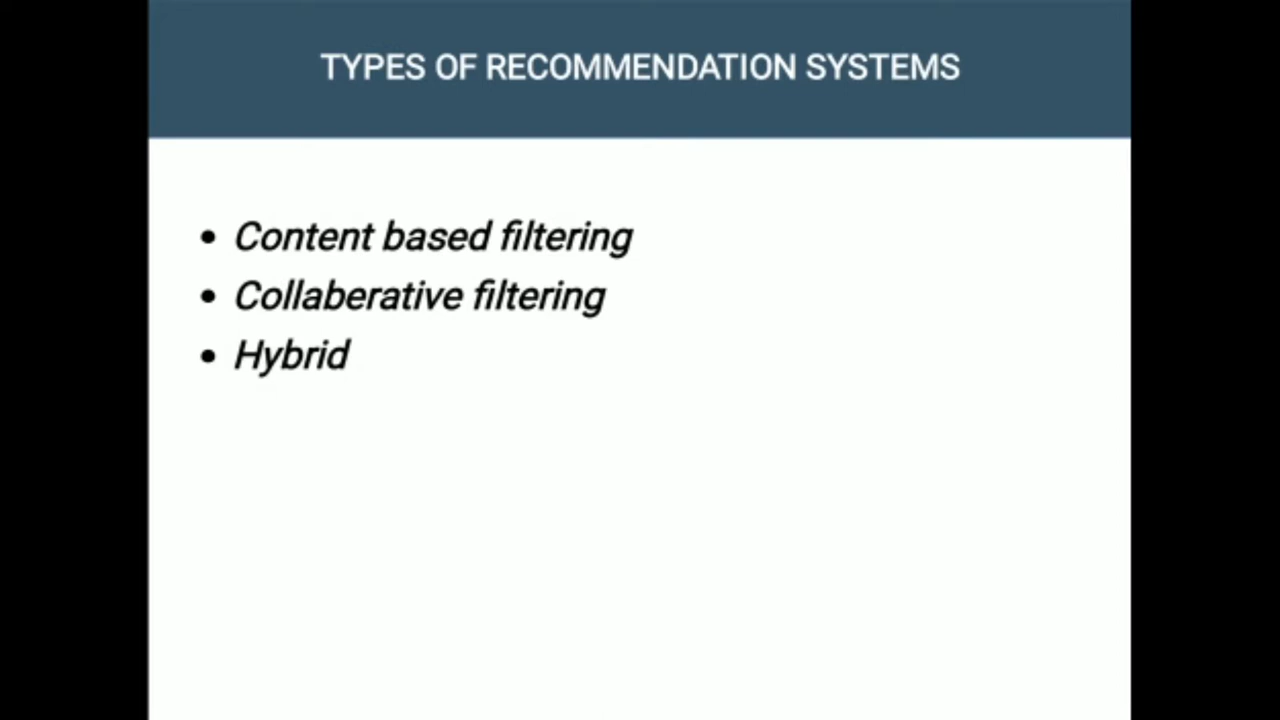 TYPES OF RECOMMENDATION SYSTEMS
• Content based filtering
• Collaberative filtering
• Hybrid